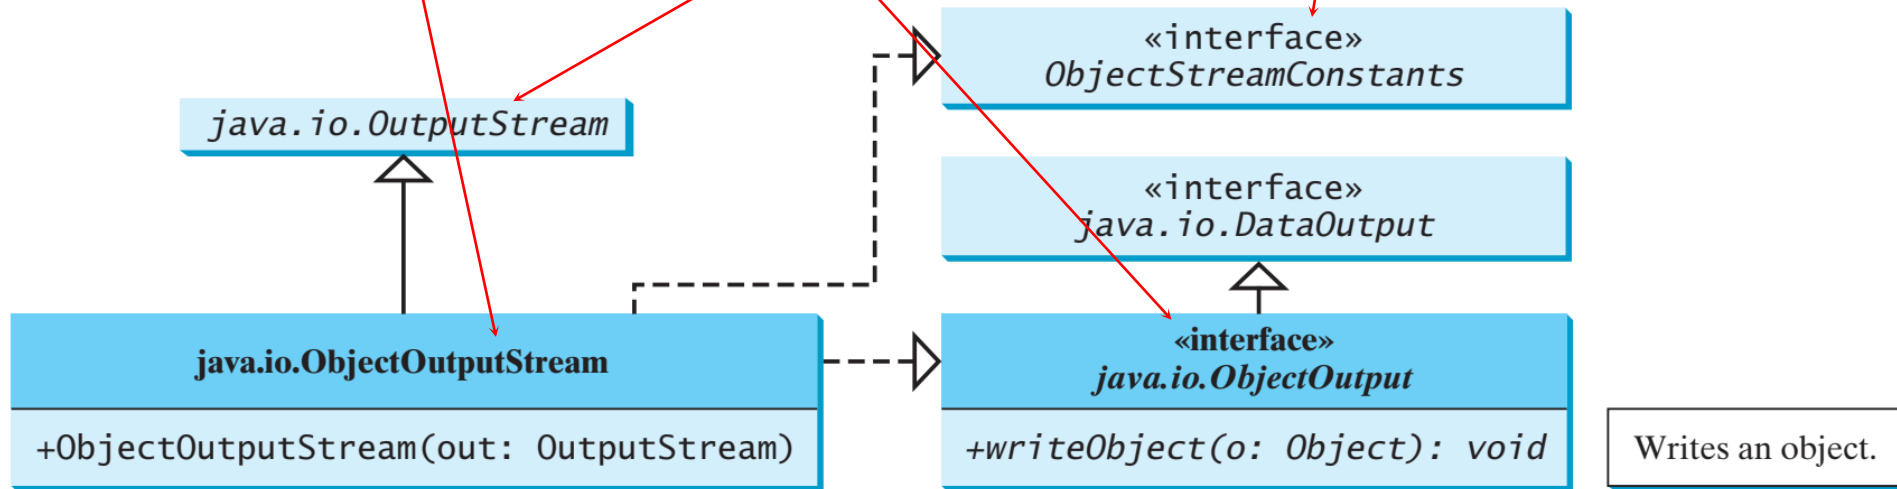 «interface»
ObjectStreamConstants
java.io.OutputStream
«interface»
java.io.DataOutput
java.io.ObjectOutputStream
+ObjectOutputStream(out: OutputStream)
«interface»
java.io.ObjectOutput
+writeObject(o: Object): void
Writes an object.